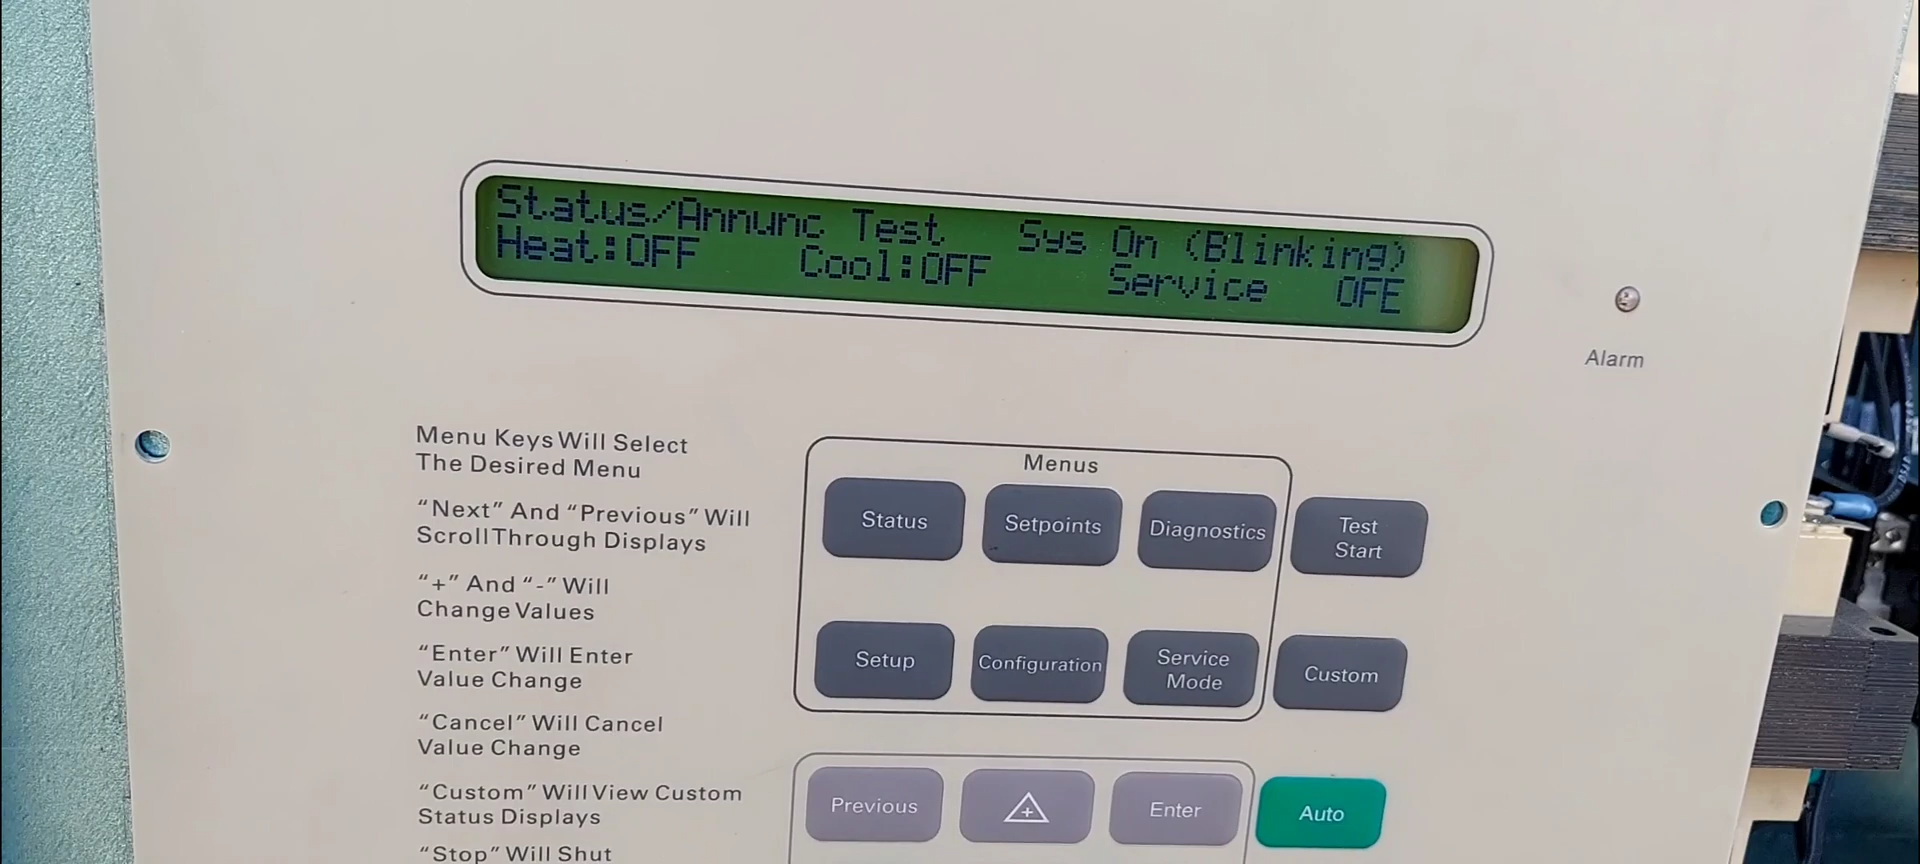 Status/Annunc Test Sys On (Blinking)
Heat:OFF Cool:OFF Service OFF
Alarm
Menu Keys Will Select
The Desired Menu
“Next” And “Previous” Will
Scroll Through Displays
“+” And “-” Will
Change Values
“Enter” Will Enter
Value Change
“Cancel” Will Cancel
Value Change
“Custom” Will View Custom
Status Displays
“Stop” Will Shut
Menus
Status
Setpoints
Diagnostics
Test
Start
Setup
Configuration
Service
Mode
Custom
Previous
+
Enter
Auto